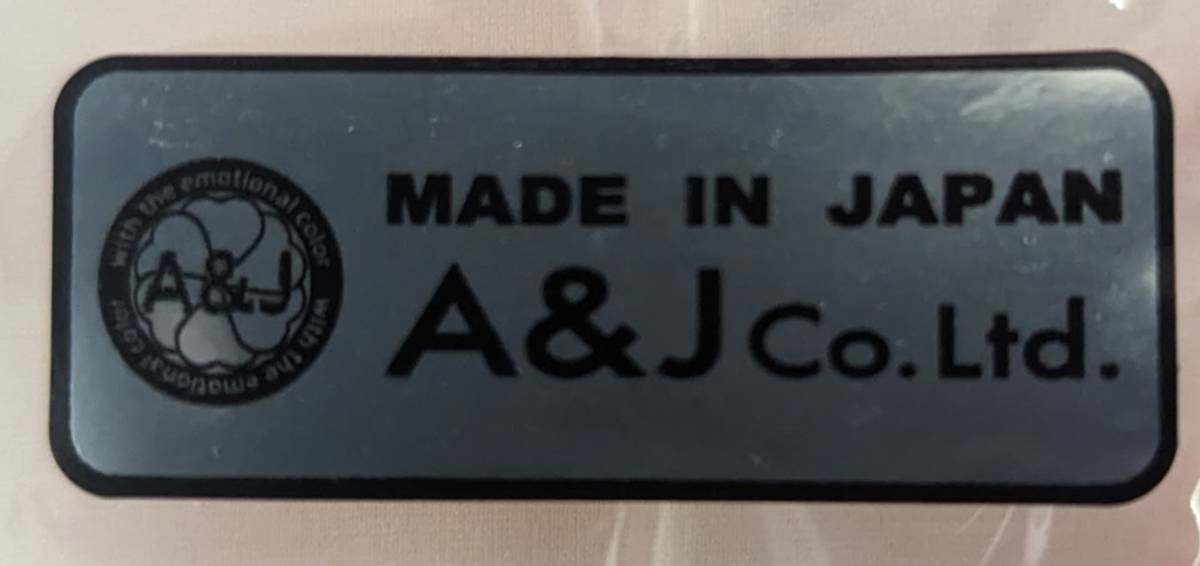 with the emotional color with the emotional color
A&J
MADE IN JAPAN
A&J Co. Ltd.